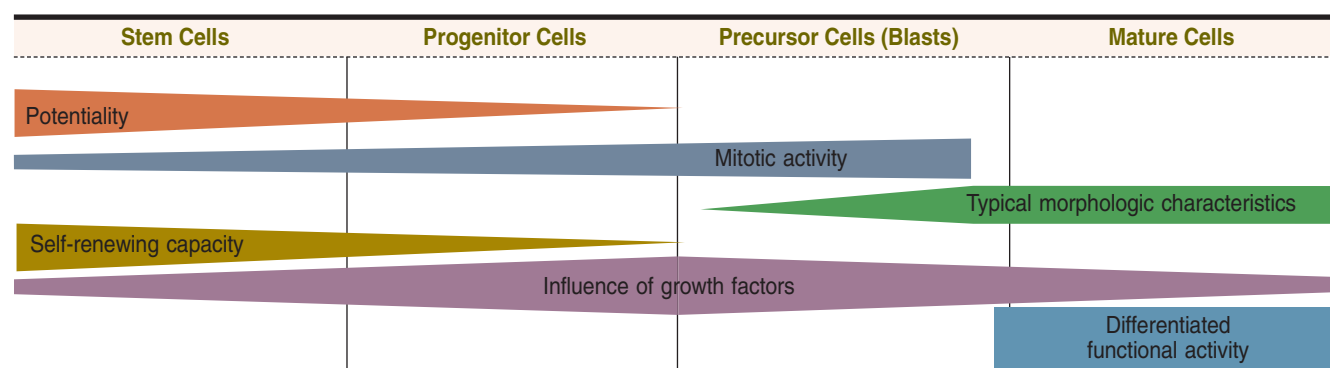 Stem Cells Progenitor Cells Precursor Cells (Blasts) Mature Cells
Potentiality
Mitotic activity
Typical morphologic characteristics
Self-renewing capacity
Influence of growth factors
Differentiated
functional activity